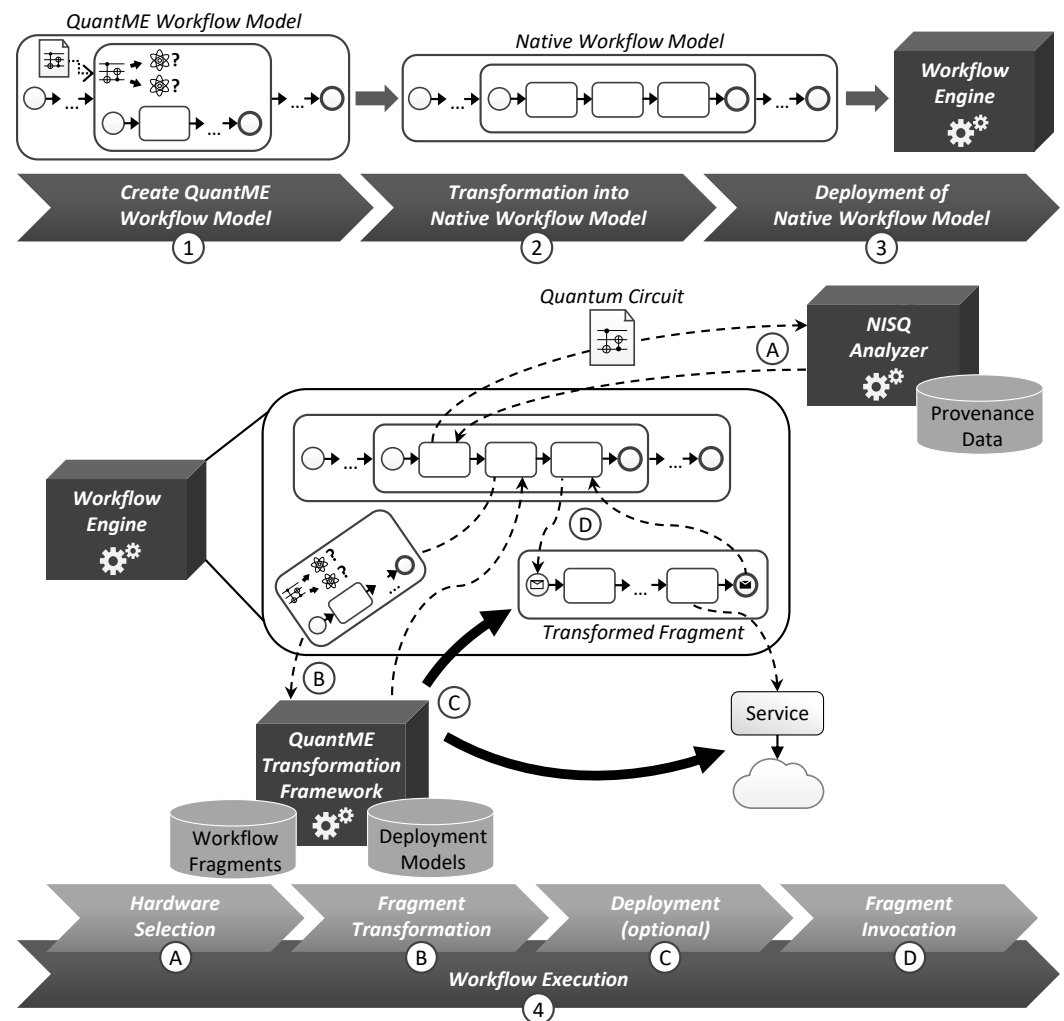 QuantME Workflow Model
Native Workflow Model
? 
?
...
...
...
...
...
Workflow
Engine
Create QuantME
Workflow Model
1
Transformation into
Native Workflow Model
2
Deployment of
Native Workflow Model
3
Quantum Circuit
A
NISQ
Analyzer
Provenance
Data
...
...
Workflow
Engine
D
?
?
...
...
Transformed Fragment
B
C
Service
QuantME
Transformation
Framework
Workflow
Fragments
Deployment
Models
Hardware
Selection
A
Fragment
Transformation
B
Deployment
(optional)
C
Fragment
Invocation
D
Workflow Execution
4